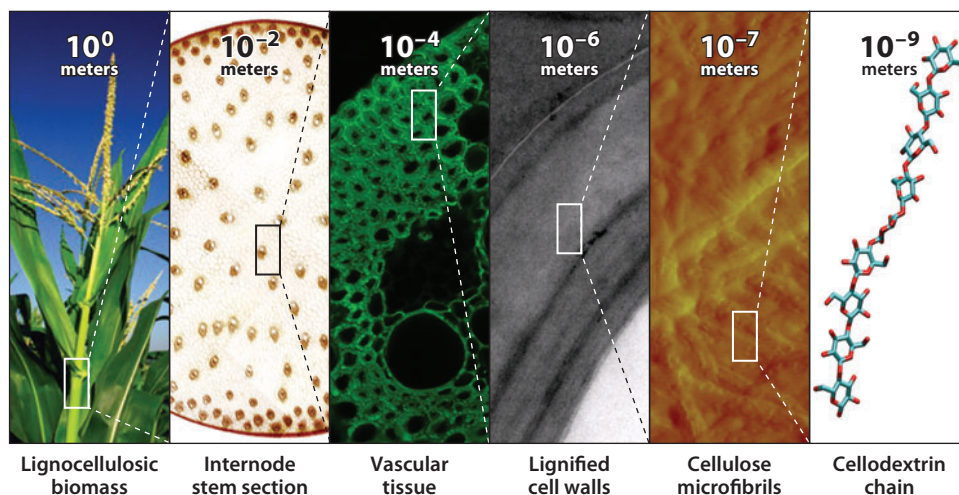 10⁰
meters
10⁻²
meters
10⁻⁴
meters
10⁻⁶
meters
10⁻⁷
meters
10⁻⁹
meters
Lignocellulosic
biomass
Internode
stem section
Vascular
tissue
Lignified
cell walls
Cellulose
microfibrils
Cellodextrin
chain